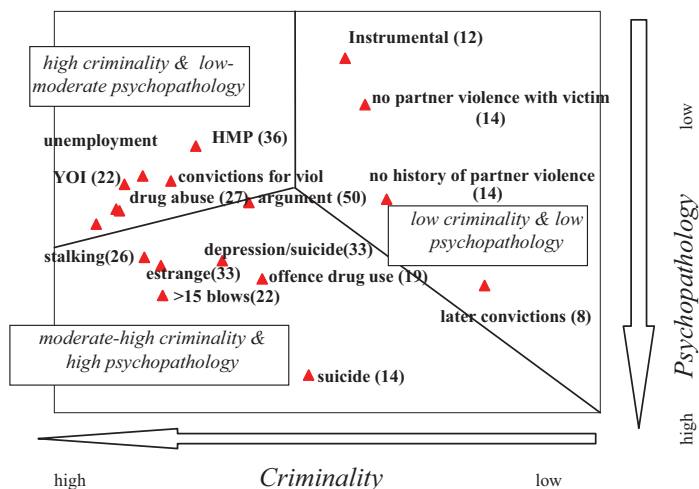 Instrumental (12)
high criminality & low-
moderate psychopathology
no partner violence with victim
(14)
low
unemployment
HMP (36)
YOI (22)
convictions for viol
no history of partner violence
(14)
drug abuse (27)
argument (50)
low criminality & low
psychopathology
Psychopathology
stalking(26)
depression/suicide(33)
estrange(33)
offence drug use (19)
>15 blows(22)
later convictions (8)
moderate-high criminality &
high psychopathology
suicide (14)
high
high
Criminality
low